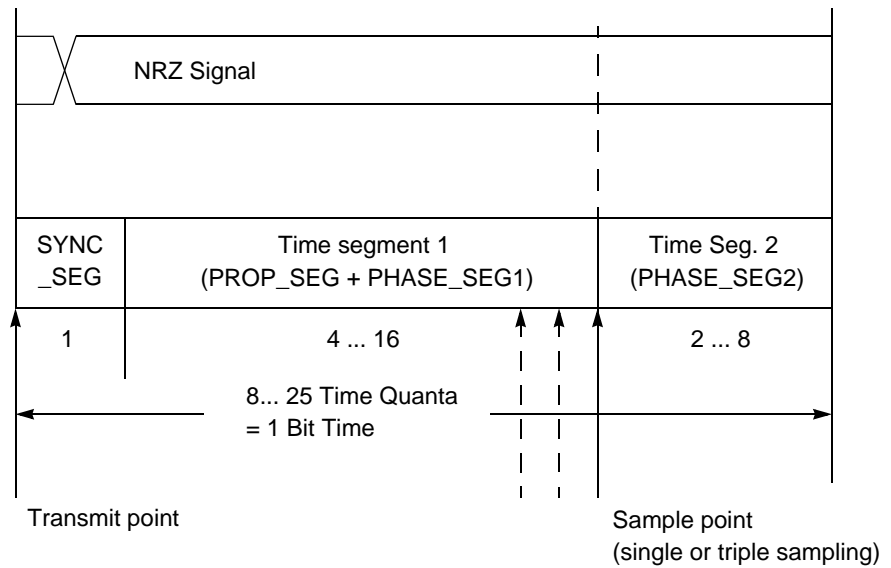 NRZ Signal
SYNC
_SEG
Time segment 1
(PROP_SEG + PHASE_SEG1)
Time Seg. 2
(PHASE_SEG2)
1
4 ... 16
2 ... 8
8... 25 Time Quanta
= 1 Bit Time
Transmit point
Sample point
(single or triple sampling)